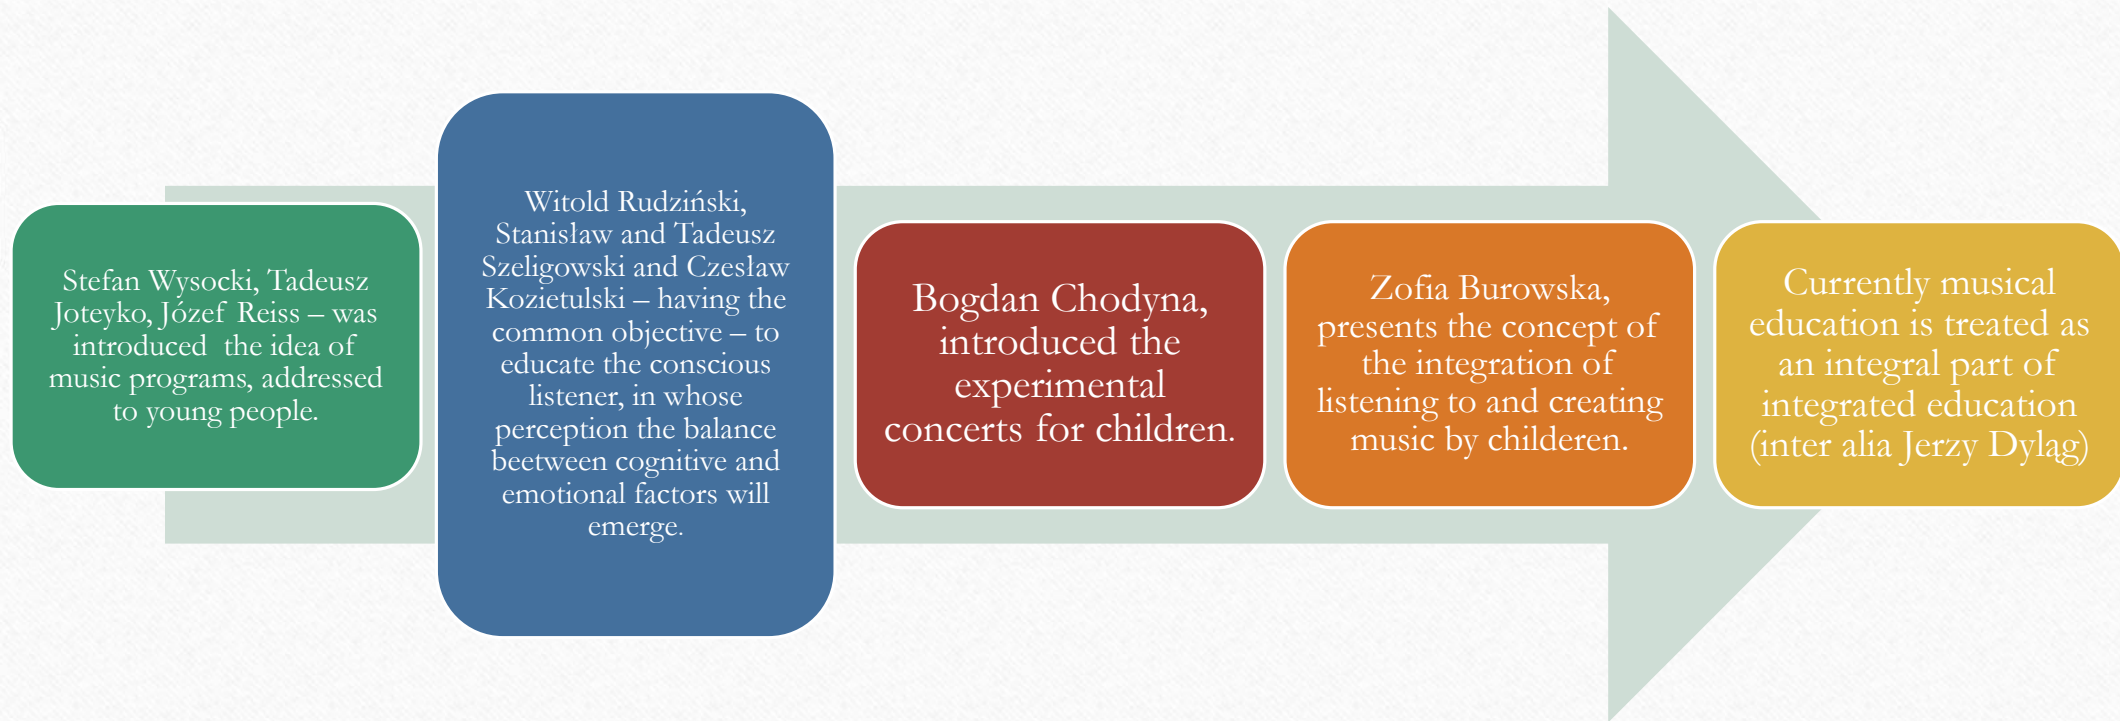 Stefan Wysocki, Tadeusz
Joteyko, Józef Reiss – was
introduced the idea of
music programs, addressed
to young people.
Witold Rudziński,
Stanisław and Tadeusz
Szeligowski and Czesław
Kozietulski – having the
common objective – to
educate the conscious
listener, in whose
perception the balance
beetween cognitive and
emotional factors will
emerge.
Bogdan Chodyna,
introduced the
experimental
concerts for children.
Zofia Burowska,
presents the concept of
the integration of
listening to and creating
music by childeren.
Currently musical
education is treated as
an integral part of
integrated education
(inter alia Jerzy Dyląg)